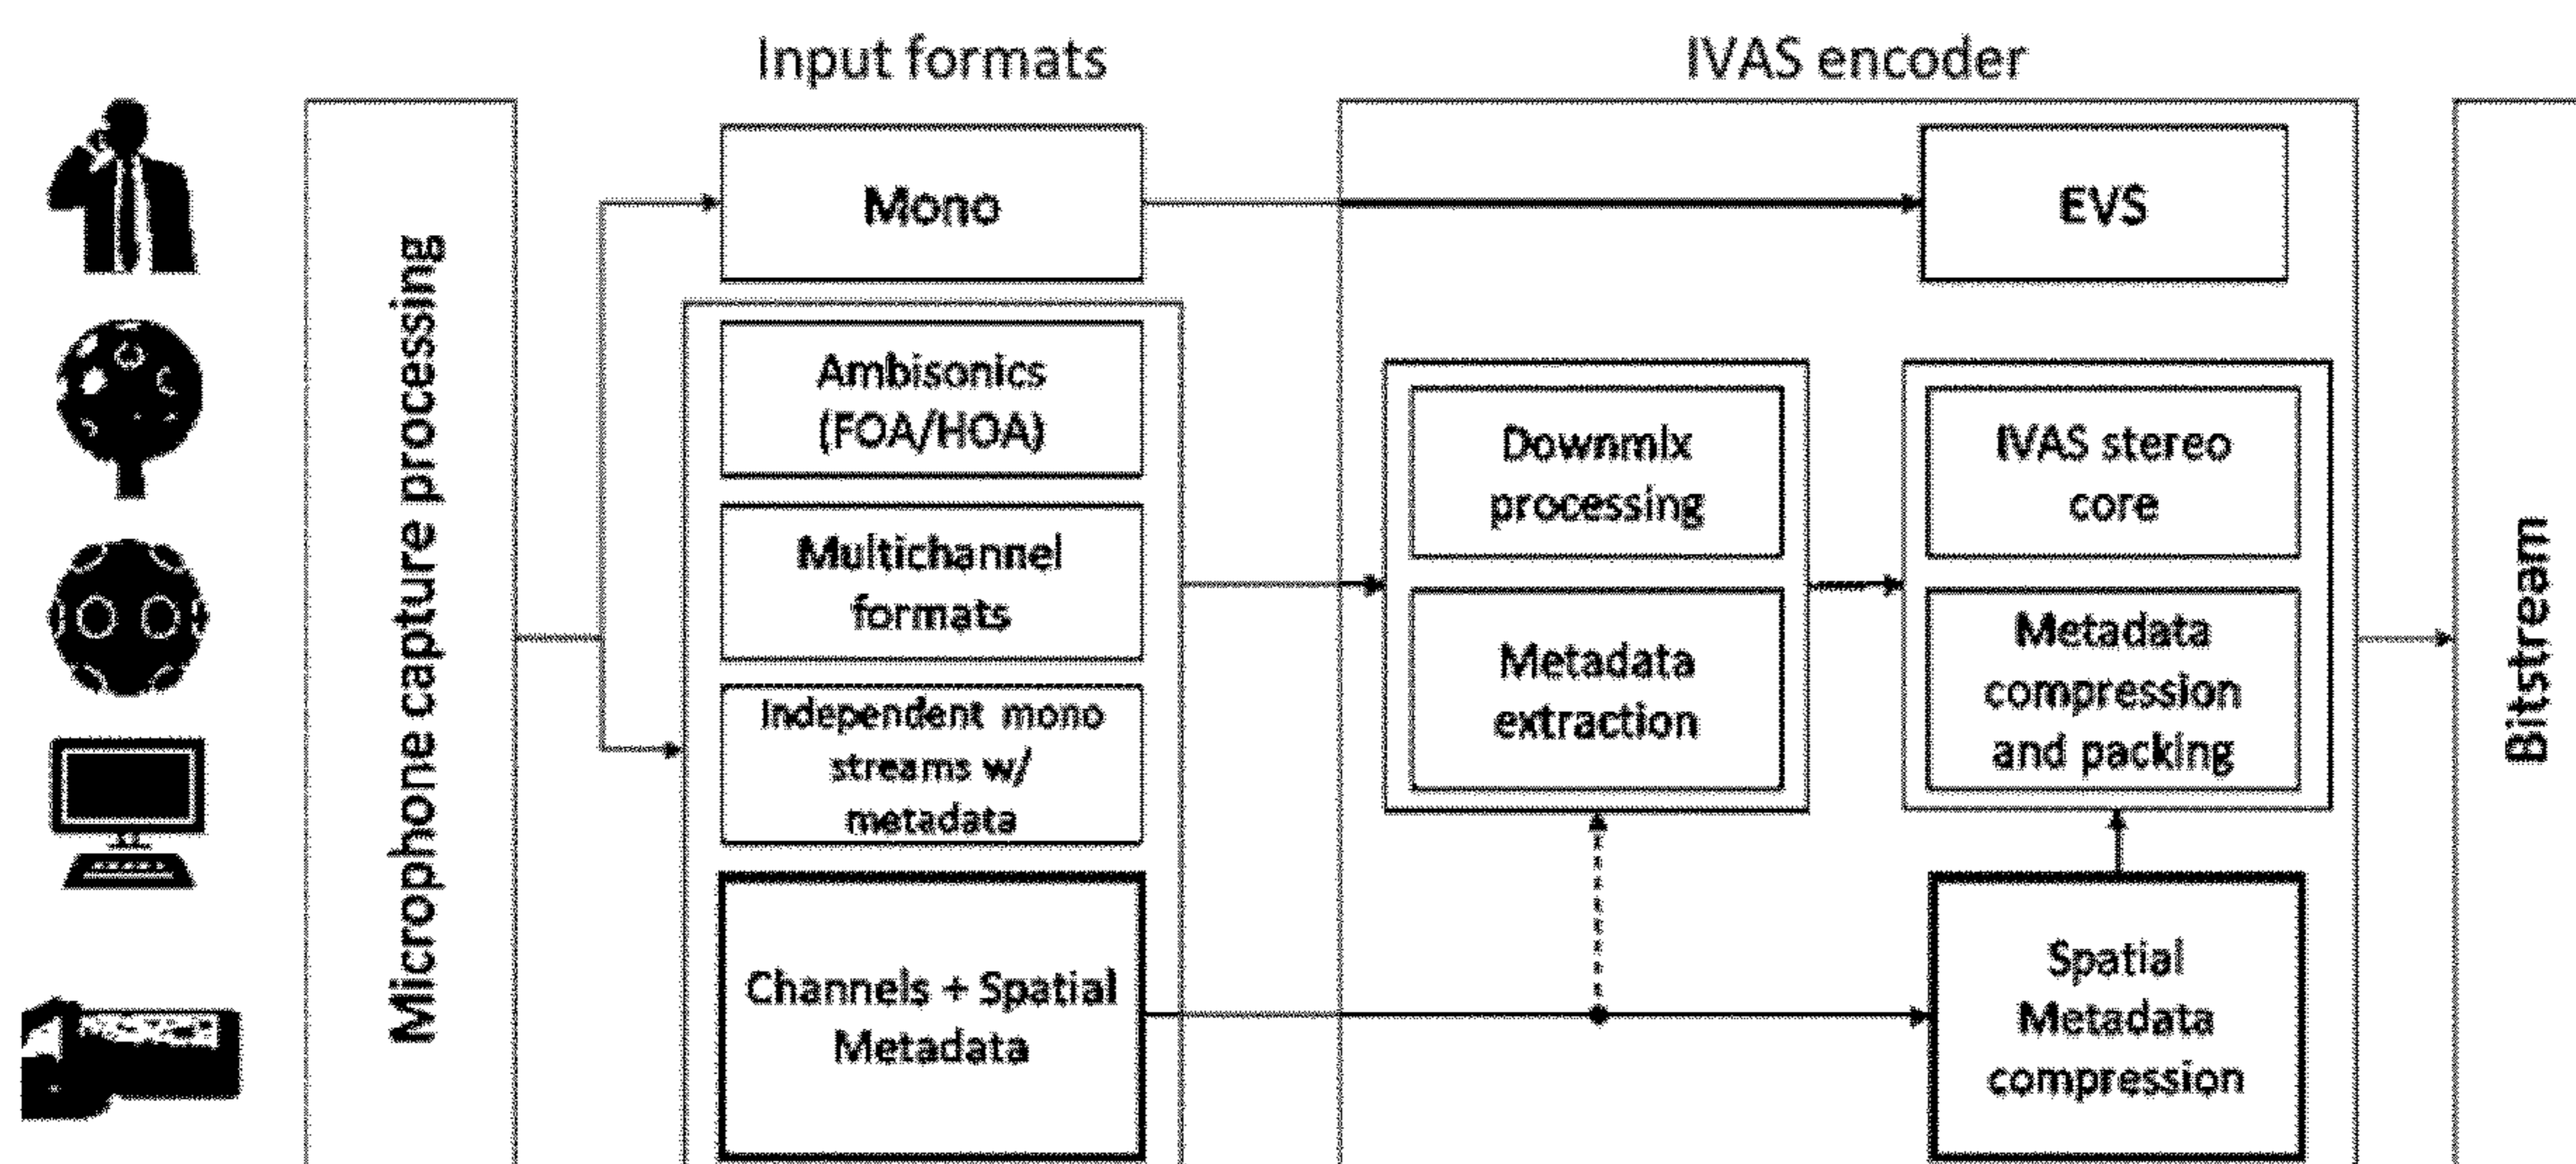 Input formats
IVAS encoder
Microphone capture processing
Mono
EVS
Ambisonics
(FOA/HOA)
Multichannel
formats
Independent mono
streams w/
metadata
Channels + Spatial
Metadata
Downmix
processing
Metadata
extraction
IVAS stereo
core
Metadata
compression
and packing
Spatial
Metadata
compression
Bitstream